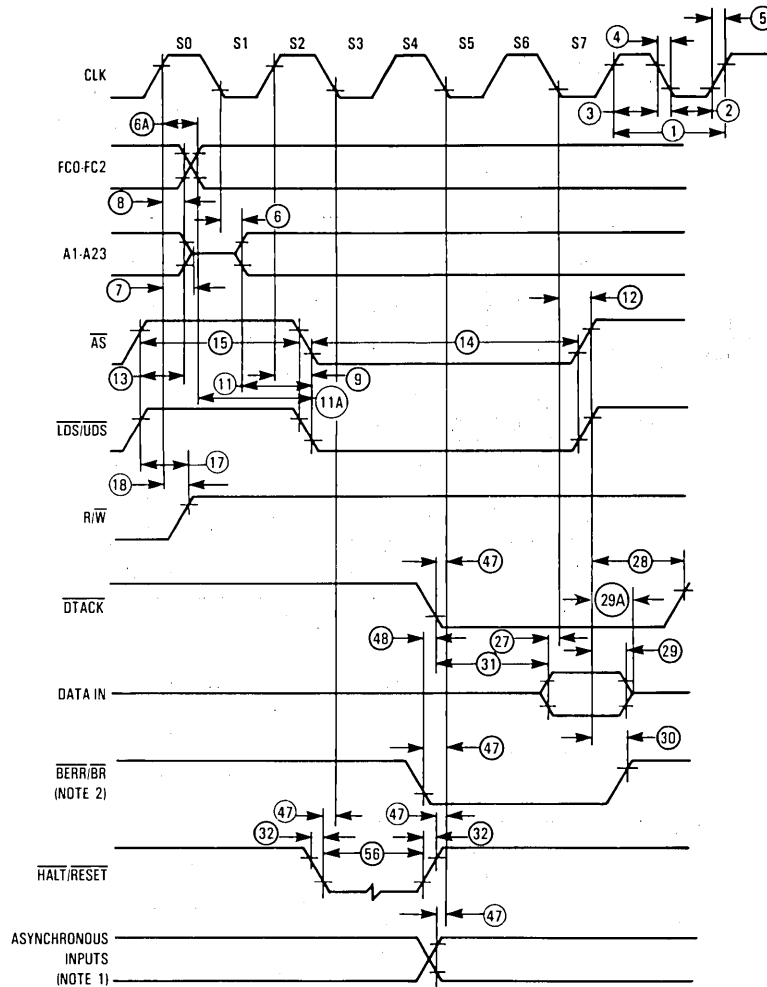 S0 S1 S2 S3 S4 S5 S6 S7
5
4
CLK
3 2
1
6A
FC0-FC2
8 6
A1-A23
7
12
AS
15 14
13 11 9
11A
LDS/UDS
17
18
R/W
47 28
DTACK
29A
48 27 29
31
DATA IN
47 30
BERR/BR
(NOTE 2)
47 47
32 56 32
HALT/RESET
47
ASYNCHRONOUS
INPUTS
(NOTE 1)